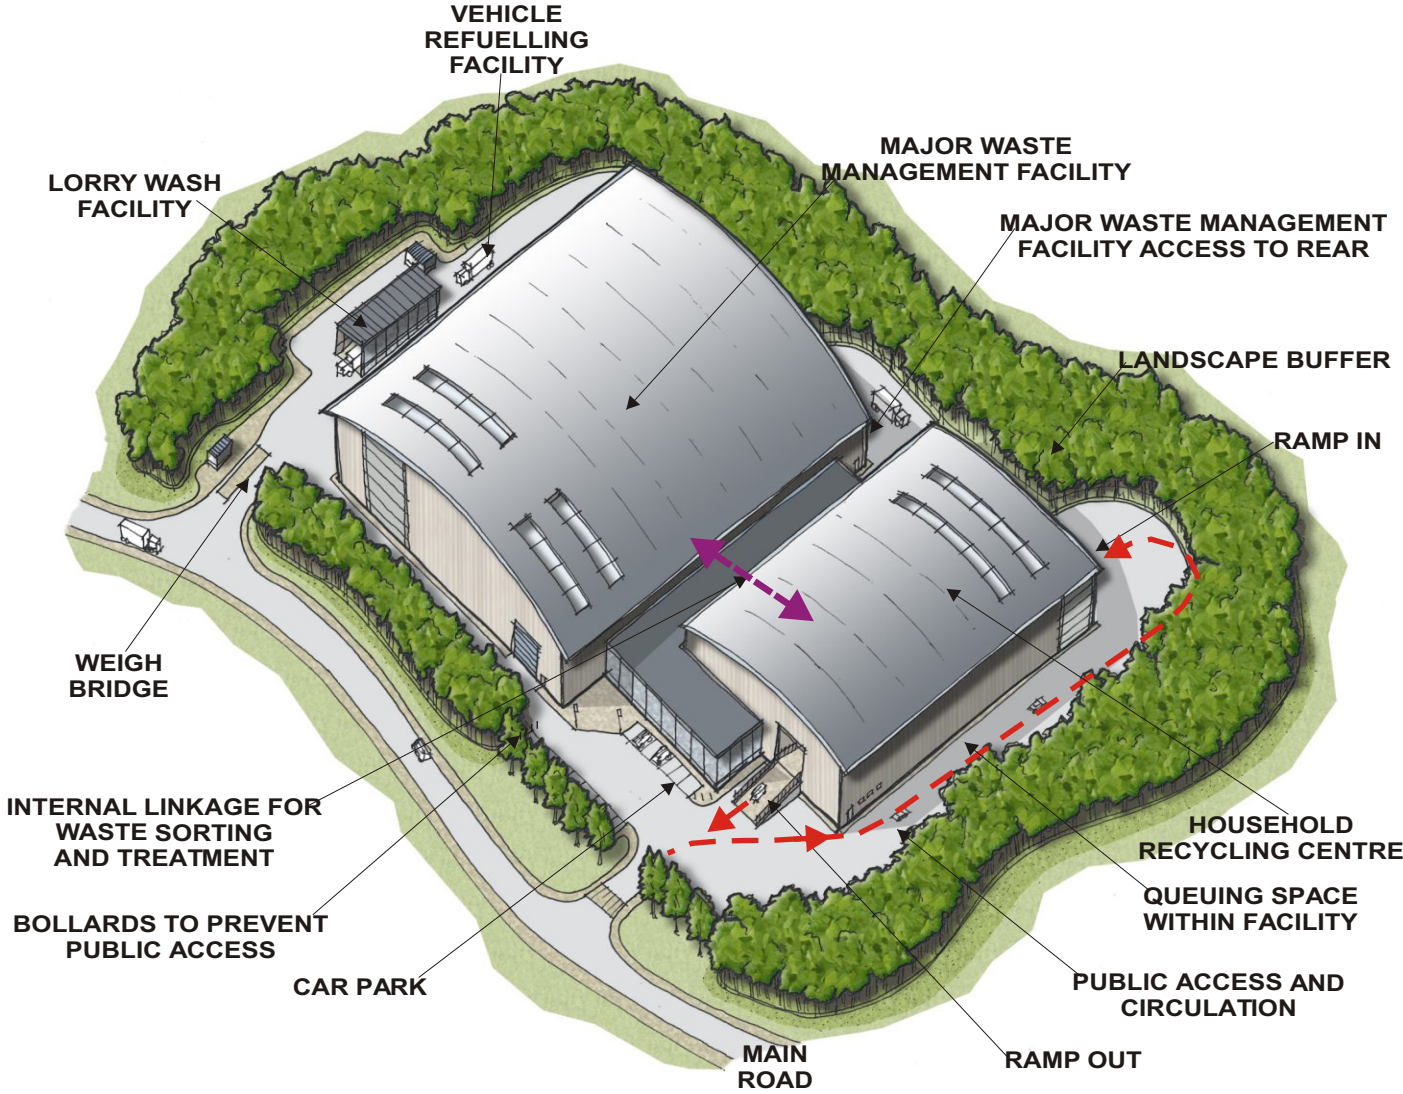 VEHICLE
REFUELLING
FACILITY
MAJOR WASTE
MANAGEMENT FACILITY
LORRY WASH
FACILITY
MAJOR WASTE MANAGEMENT
FACILITY ACCESS TO REAR
LANDSCAPE BUFFER
RAMP IN
WEIGH
BRIDGE
INTERNAL LINKAGE FOR
WASTE SORTING
AND TREATMENT
HOUSEHOLD
RECYCLING CENTRE
QUEUING SPACE
WITHIN FACILITY
BOLLARDS TO PREVENT
PUBLIC ACCESS
CAR PARK
PUBLIC ACCESS AND
CIRCULATION
MAIN
ROAD
RAMP OUT